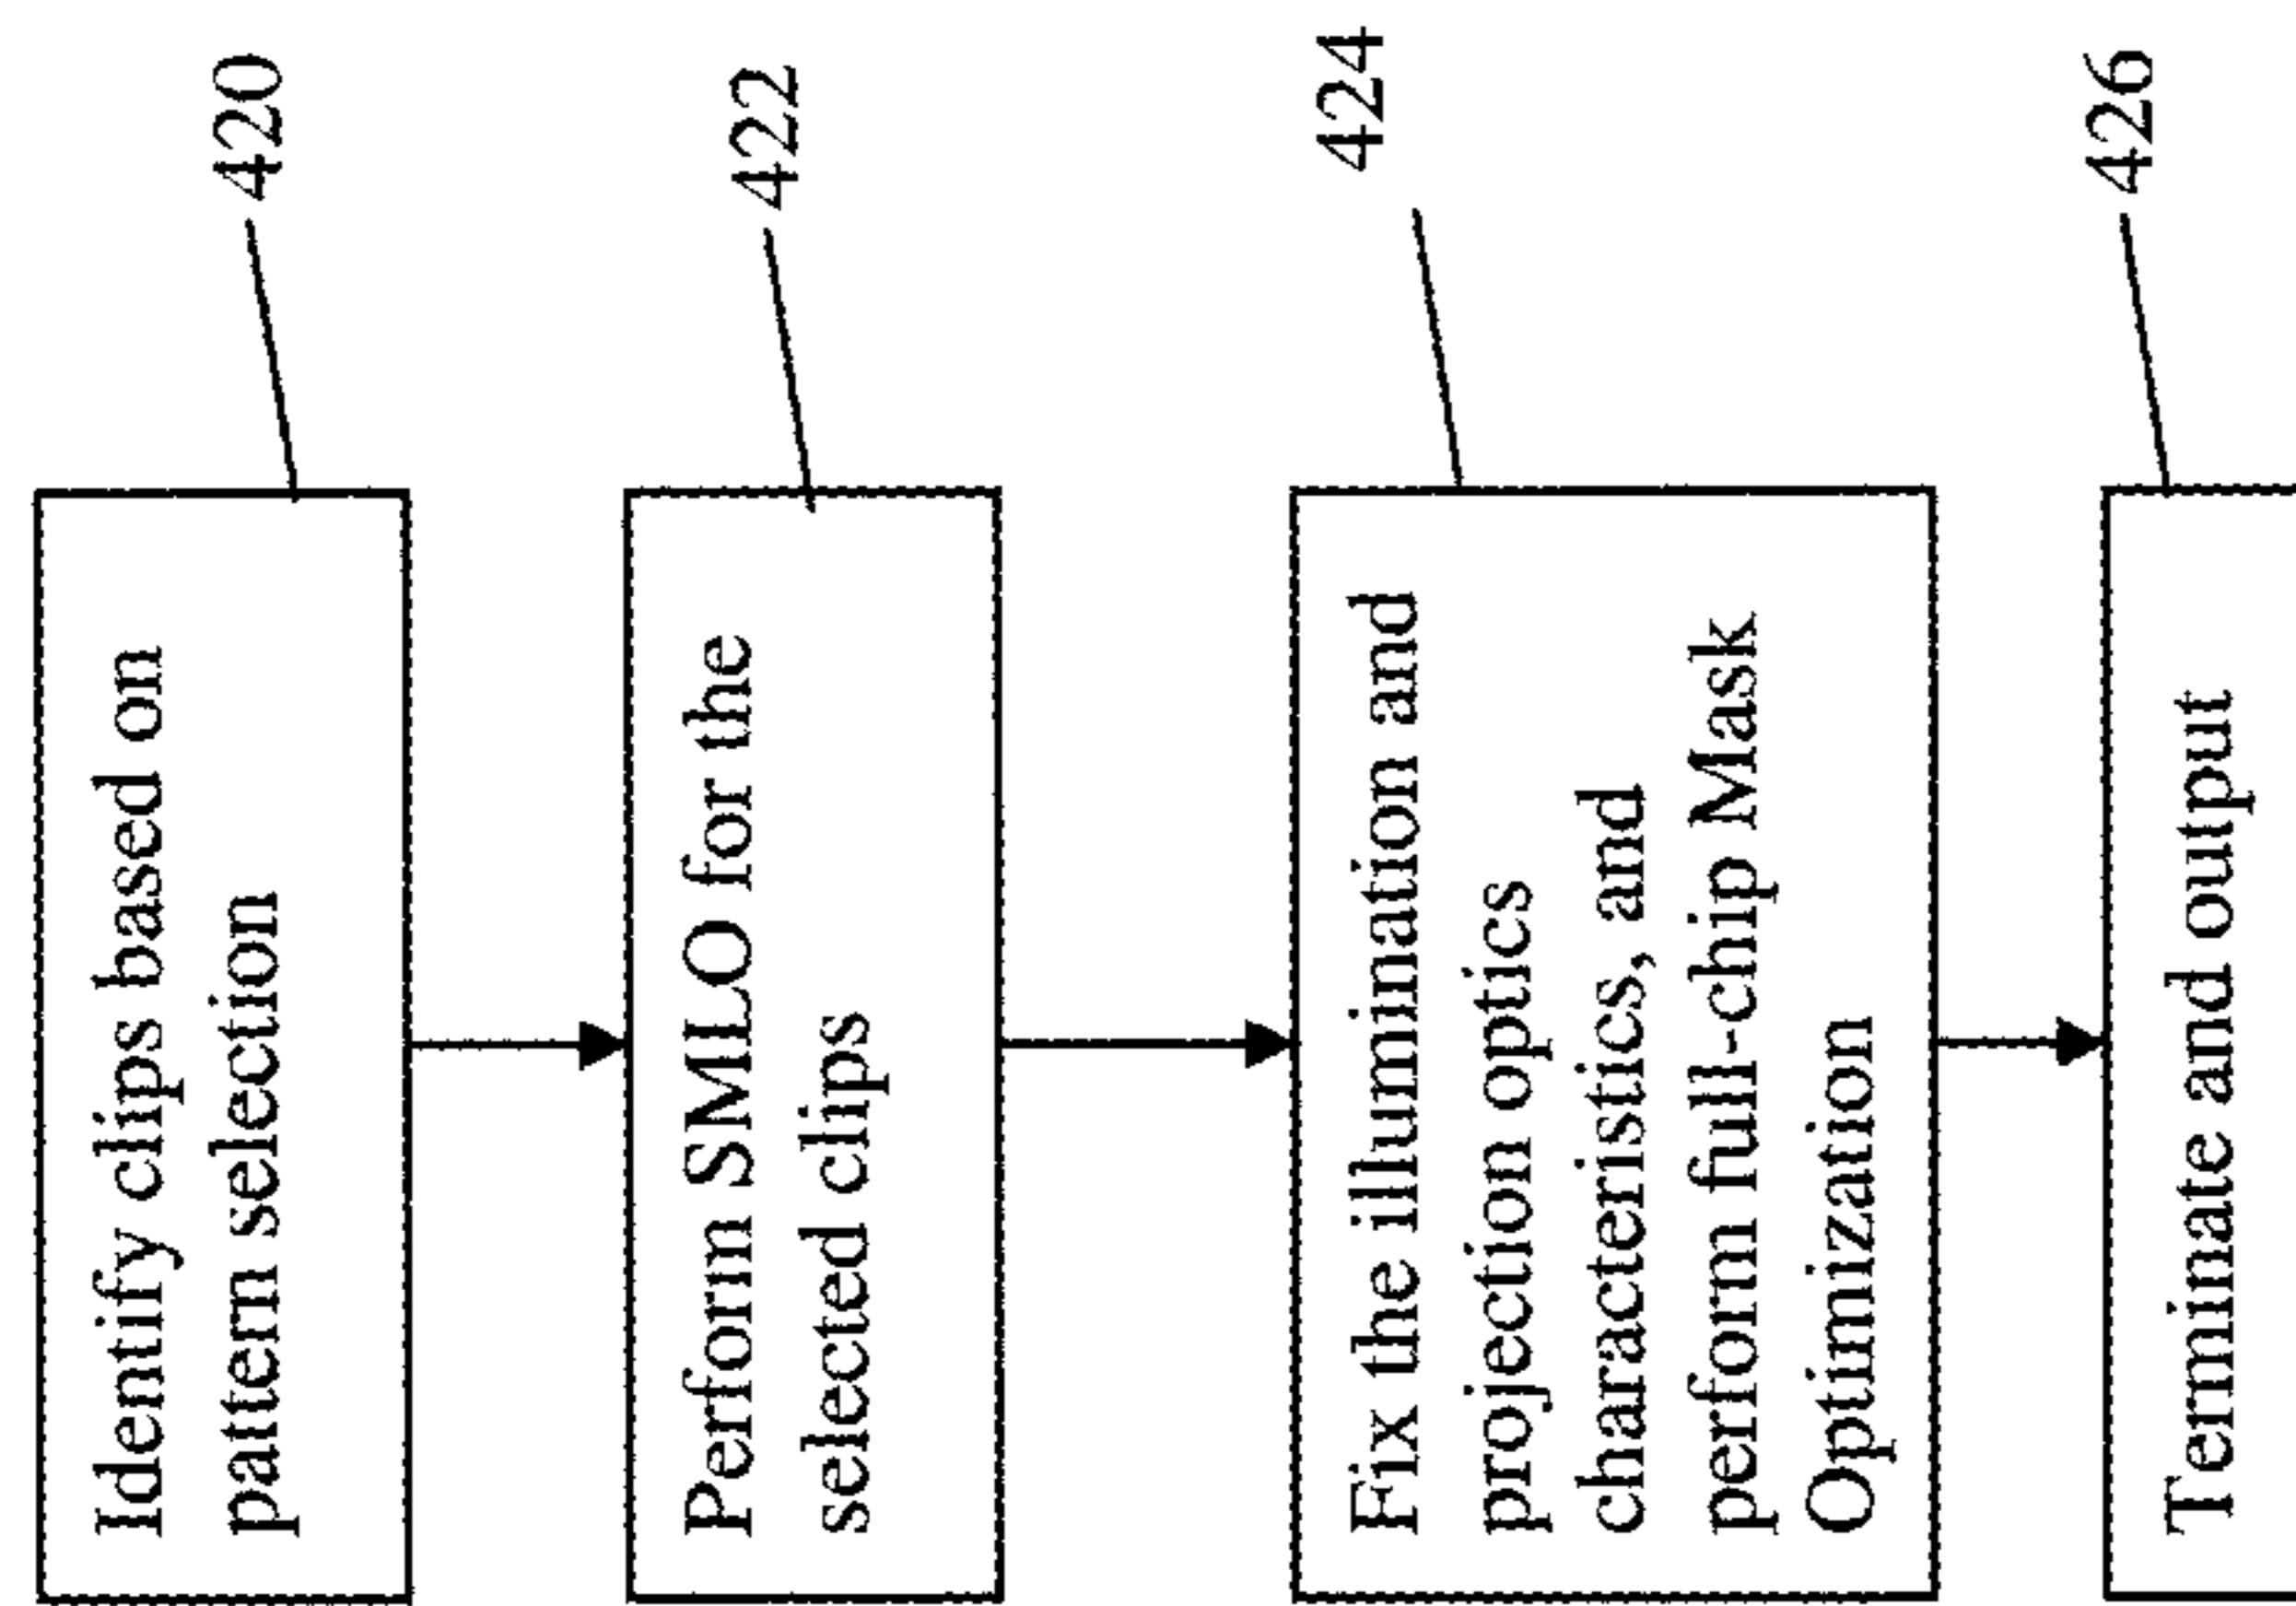 Identify clips based on
pattern selection
420
Perform SMLO for the
selected clips
422
Fix the illumination and
projection optics
characteristics, and
perform full-chip Mask
Optimization
424
Terminate and output
426